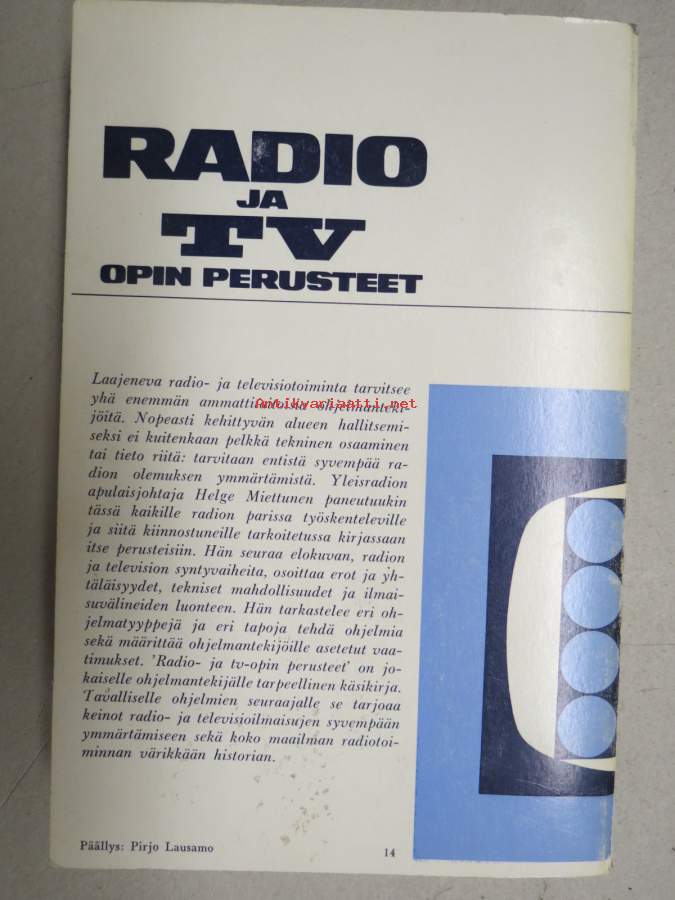 RADIO
JA
TV
OPIN PERUSTEET
Laajeneva radio- ja televisiotoiminta tarvitsee
yhä enemmän ammattitaitoisia ohjelmanteki-
Antikvariaatti.net
jöitä. Nopeasti kehittyvän alueen hallitsemi-
seksi ei kuitenkaan pelkkä tekninen osaaminen
tai tieto riitä: tarvitaan entistä syvempää ra-
dion olemuksen ymmärtämistä. Yleisradion
apulaisjohtaja Helge Miettunen paneutuukin
tässä kaikille radion parissa työskenteleville
ja siitä kiinnostuneille tarkoitetussa kirjassaan
itse perusteisiin. Hän seuraa elokuvan, radion
ja television syntyvaiheita, osoittaa erot ja yh-
täläisyydet, tekniset mahdollisuudet ja ilmai-
suvälineiden luonteen. Hän tarkastelee eri oh-
jelmatyyppejä ja eri tapoja tehdä ohjelmia
sekä määrittää ohjelmantekijöille asetetut vaa-
timukset. 'Radio- ja tv-opin perusteet' on jo-
kaiselle ohjelmantekijälle tarpeellinen käsikirja.
Tavalliselle ohjelmien seuraajalle se tarjoaa
keinot radio- ja televisioilmaisujen syvempään
ymmärtämiseen sekä koko maailman radiotoi-
minnan värikkään historian.
Päällys: Pirjo Lausamo
14